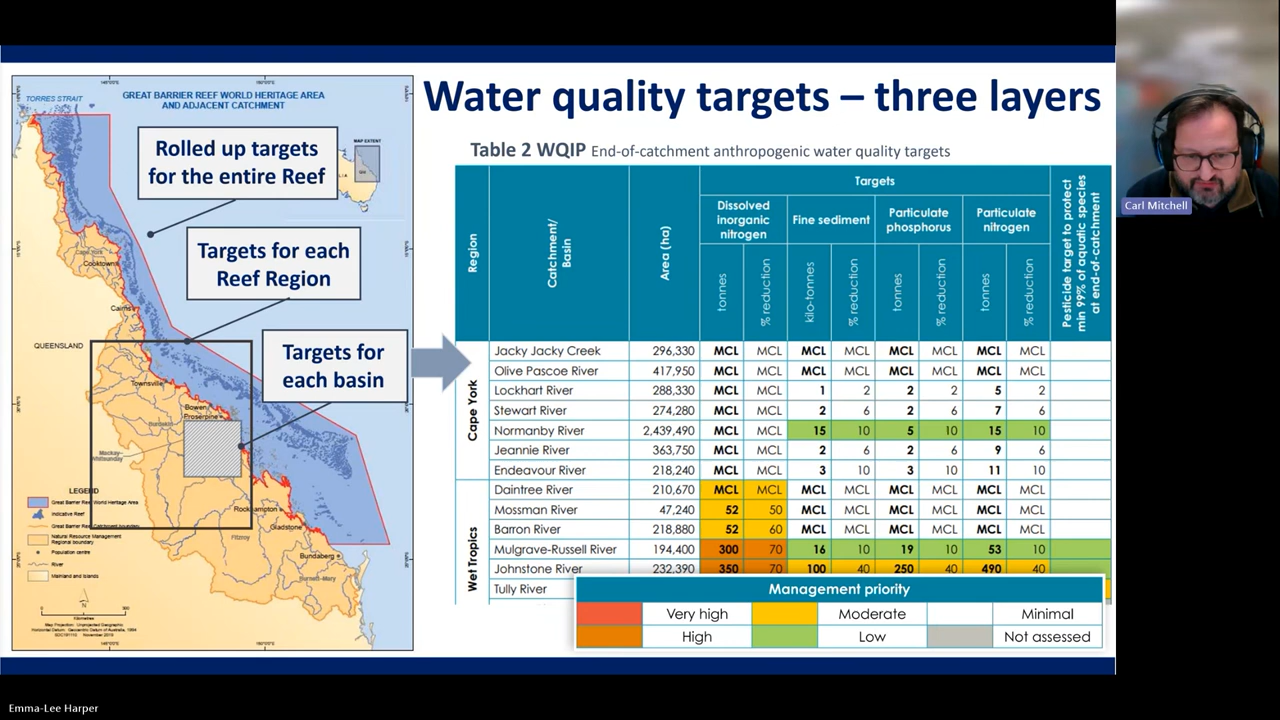 Water quality targets – three layers
TORRES STRAIT
GREAT BARRIER REEF WORLD HERITAGE AREA
AND ADJACENT CATCHMENT
MAP EXTENT
Rolled up targets
for the entire Reef
Targets for each
Reef Region
Targets for
each basin
Cooktown
Cairns
QUEENSLAND
Townsville
Bowen
Proserpine
Mackay-
Whitsunday
Rockhampton
Gladstone
Fitzroy
Bundaberg
Burnett-Mary
LEGEND
Great Barrier Reef World Heritage Area
Indicative Reef
Great Barrier Reef Catchment boundary
Natural Resource Management
Regional boundary
Population centre
River
Mainland and Islands
Kilometres
Table 2 WQIP End-of-catchment anthropogenic water quality targets
Region
Catchment/
Basin
Area (ha)
Targets
Dissolved
inorganic
nitrogen
Fine sediment
Particulate
phosphorus
Particulate
nitrogen
Pesticide target to protect
min 99% of aquatic species
at end-of-catchment
tonnes % reduction kilo-tonnes % reduction tonnes % reduction tonnes % reduction
Cape York
Jacky Jacky Creek 296,330 MCL MCL MCL MCL MCL MCL MCL MCL
Olive Pascoe River 417,950 MCL MCL MCL MCL MCL MCL MCL MCL
Lockhart River 288,330 MCL MCL 1 2 2 2 5 2
Stewart River 274,280 MCL MCL 2 6 2 6 7 6
Normanby River 2,439,490 MCL MCL 15 10 5 10 15 10
Jeannie River 363,750 MCL MCL 2 6 2 6 9 6
Endeavour River 218,240 MCL MCL 3 10 3 10 11 10
Wet Tropics
Daintree River 210,670 MCL MCL MCL MCL MCL MCL MCL MCL
Mossman River 47,240 52 50 MCL MCL MCL MCL MCL MCL
Barron River 218,880 52 60 MCL MCL MCL MCL MCL MCL
Mulgrave-Russell River 194,400 300 70 16 10 19 10 53 10
Johnstone River 232,390 350 70 100 40 250 40 490 40
Tully River
Management priority
Very high Moderate Minimal
High Low Not assessed
Carl Mitchell
Emma-Lee Harper